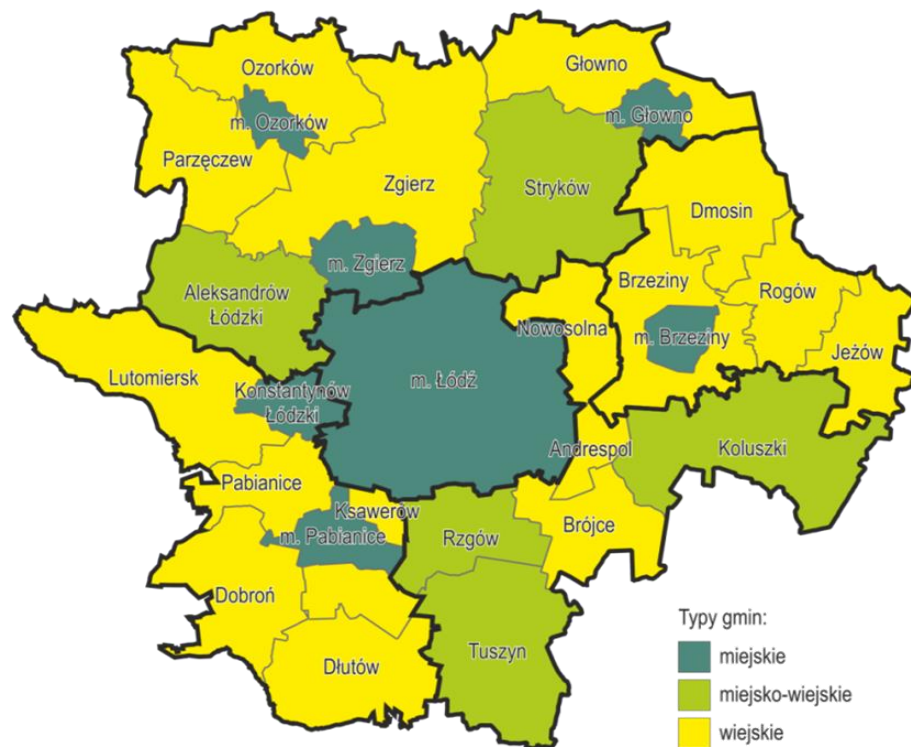 Ozorków
Głowno
m. Ozorków
m. Głowno
Parzęczew
Zgierz
Stryków
Dmosin
m. Zgierz
Aleksandrów
Łódzki
Brzeziny
Rogów
Nowosolna
m. Brzeziny
Jeżów
Lutomiersk
m. Łódź
Konstantynów
Łódzki
Andrespol
Koluszki
Pabianice
Ksawerów
m. Pabianice
Rzgów
Brójce
Dobroń
Tuszyn
Dłutów
Typy gmin:
miejskie
miejsko-wiejskie
wiejskie